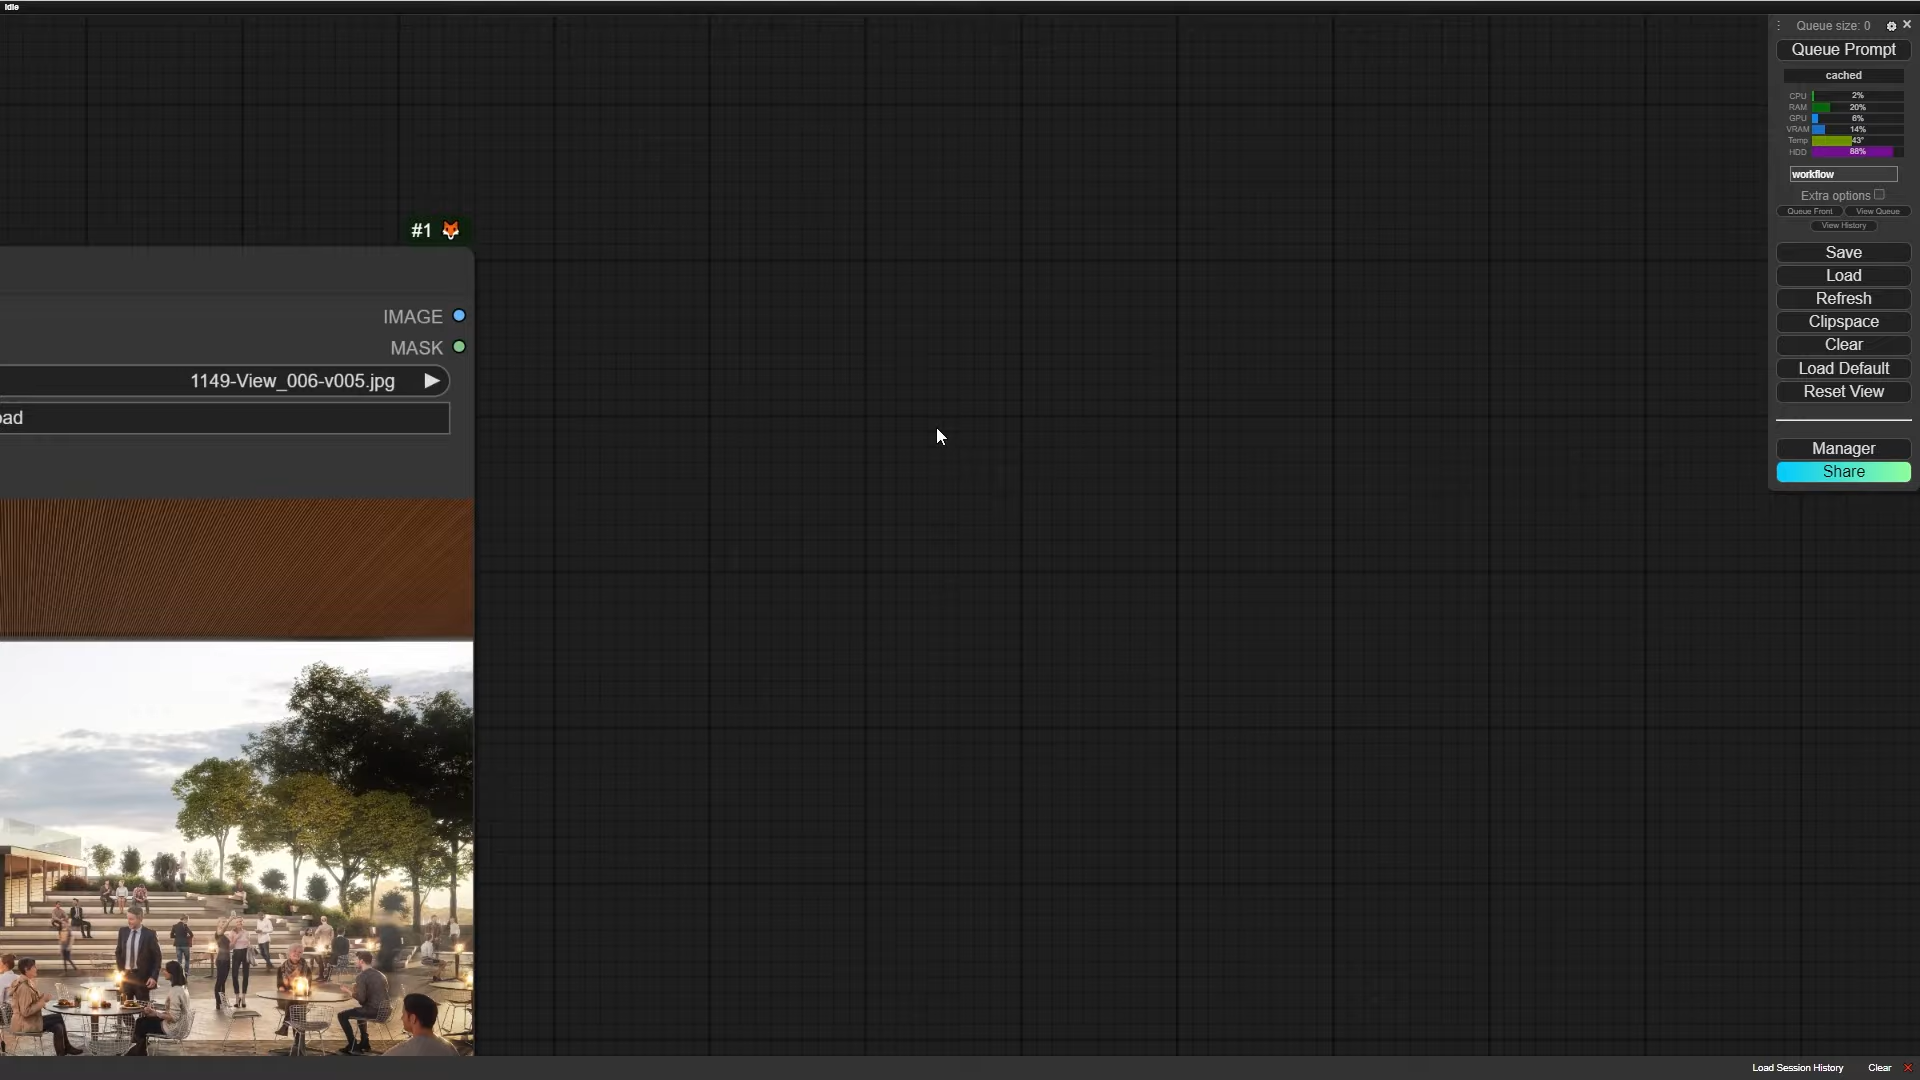 Idle
Queue size: 0
Queue Prompt
cached
CPU 2%
RAM 20%
GPU 6%
VRAM 14%
Temp 43°
HDD 88%
workflow
Extra options
Queue Front View Queue
View History
Save
Load
Refresh
Clipspace
Clear
Load Default
Reset View
Manager
Share
#1
IMAGE
MASK
1149-View_006-v005.jpg
oad
Load Session History Clear